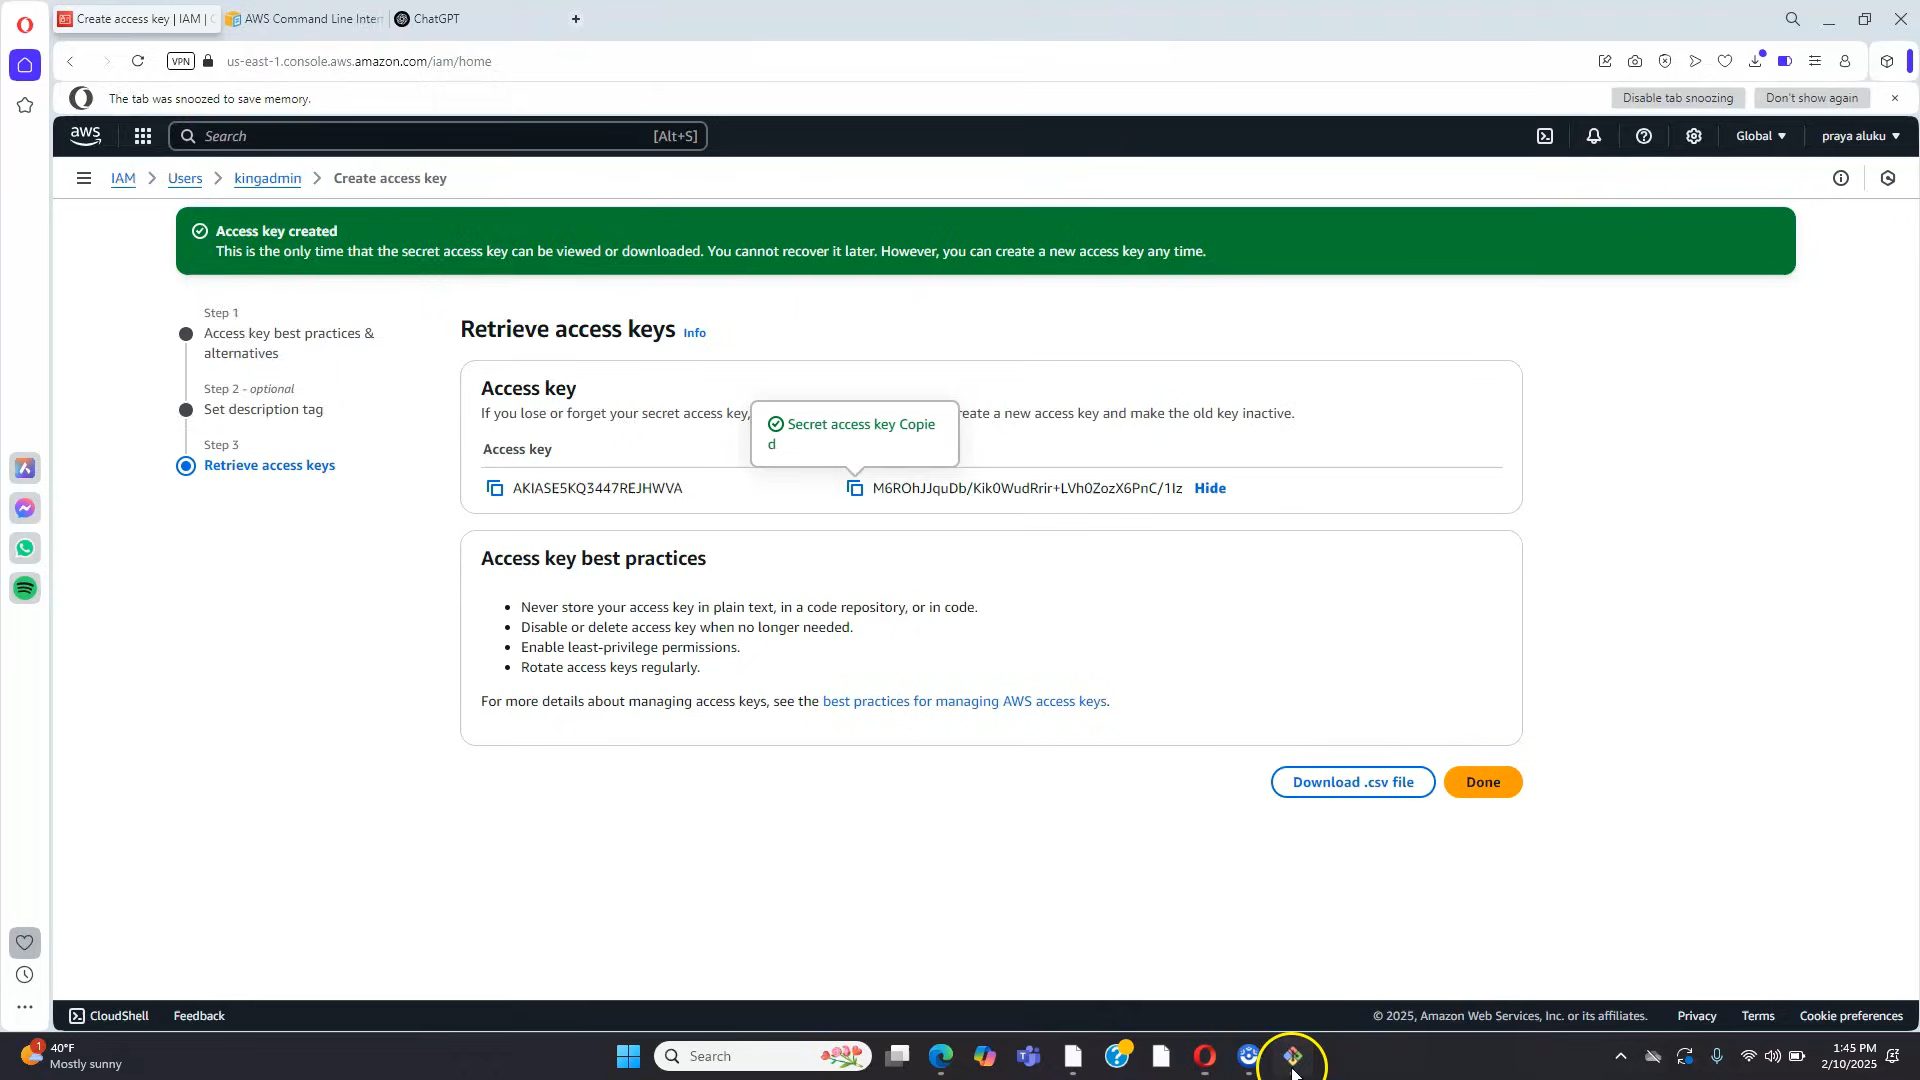 Create access key | IAM | G
AWS Command Line Inter
ChatGPT
VPN
us-east-1.console.aws.amazon.com/iam/home
The tab was snoozed to save memory.
Disable tab snoozing
Don't show again
aws
Search
[Alt+S]
Global
praya aluku
IAM
Users
kingadmin
Create access key
Access key created
This is the only time that the secret access key can be viewed or downloaded. You cannot recover it later. However, you can create a new access key any time.
Step 1
Access key best practices &
alternatives
Step 2 - optional
Set description tag
Step 3
Retrieve access keys
Retrieve access keys
Info
Access key
If you lose or forget your secret access key,
reate a new access key and make the old key inactive.
Secret access key Copie
d
Access key
AKIASE5KQ3447REJHWVA
M6ROhJJquDb/Kik0WudRrir+LVh0ZozX6PnC/1Iz
Hide
Access key best practices
Never store your access key in plain text, in a code repository, or in code.
Disable or delete access key when no longer needed.
Enable least-privilege permissions.
Rotate access keys regularly.
For more details about managing access keys, see the best practices for managing AWS access keys.
Download .csv file
Done
CloudShell
Feedback
© 2025, Amazon Web Services, Inc. or its affiliates.
Privacy
Terms
Cookie preferences
1
40°F
Mostly sunny
Search
1:45 PM
2/10/2025